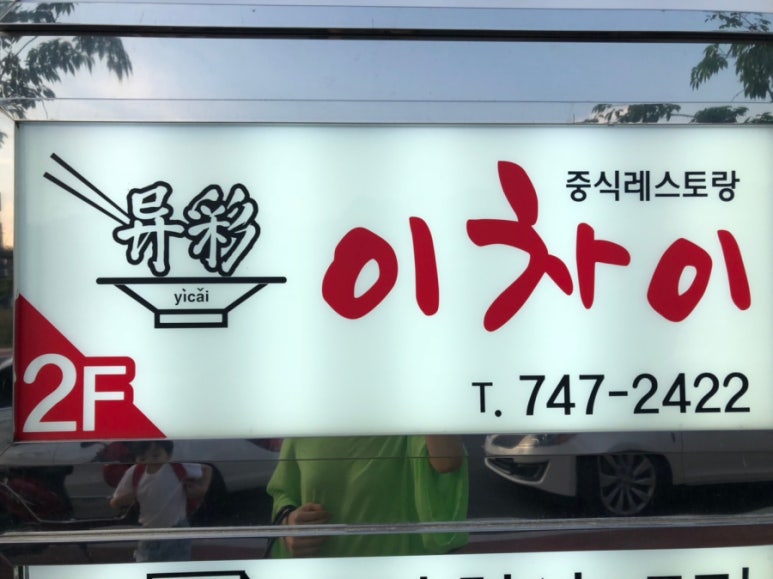 异彩
yìcǎi
중식레스토랑
이차이
2F
T. 747-2422